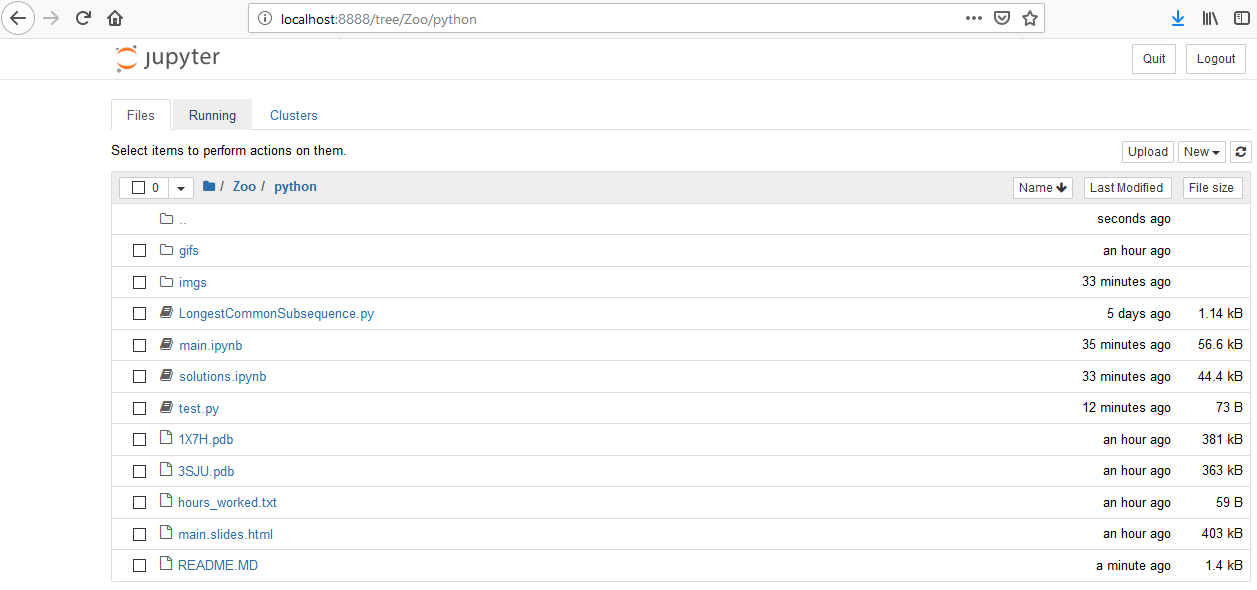 localhost:8888/tree/Zoo/python
jupyter
Quit Logout
Files Running Clusters
Select items to perform actions on them.
Upload New
0 / Zoo / python Name Last Modified File size
.. seconds ago
gifs an hour ago
imgs 33 minutes ago
LongestCommonSubsequence.py 5 days ago 1.14 kB
main.ipynb 35 minutes ago 56.6 kB
solutions.ipynb 33 minutes ago 44.4 kB
test.py 12 minutes ago 73 B
1X7H.pdb an hour ago 381 kB
3SJU.pdb an hour ago 363 kB
hours_worked.txt an hour ago 59 B
main.slides.html an hour ago 403 kB
README.MD a minute ago 1.4 kB